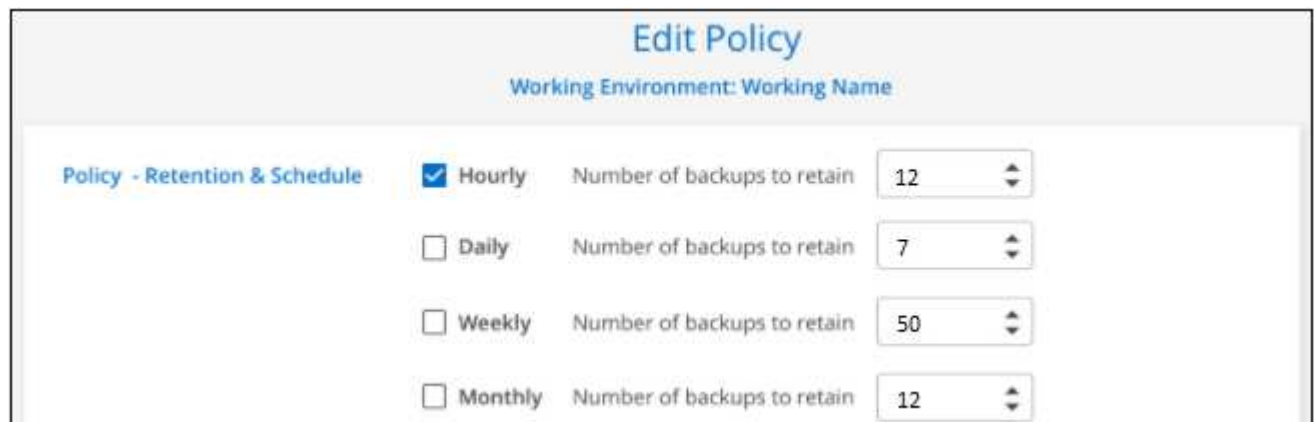 Edit Policy
Working Environment: Working Name
Policy - Retention & Schedule Hourly Number of backups to retain 12
Daily Number of backups to retain 7
Weekly Number of backups to retain 50
Monthly Number of backups to retain 12